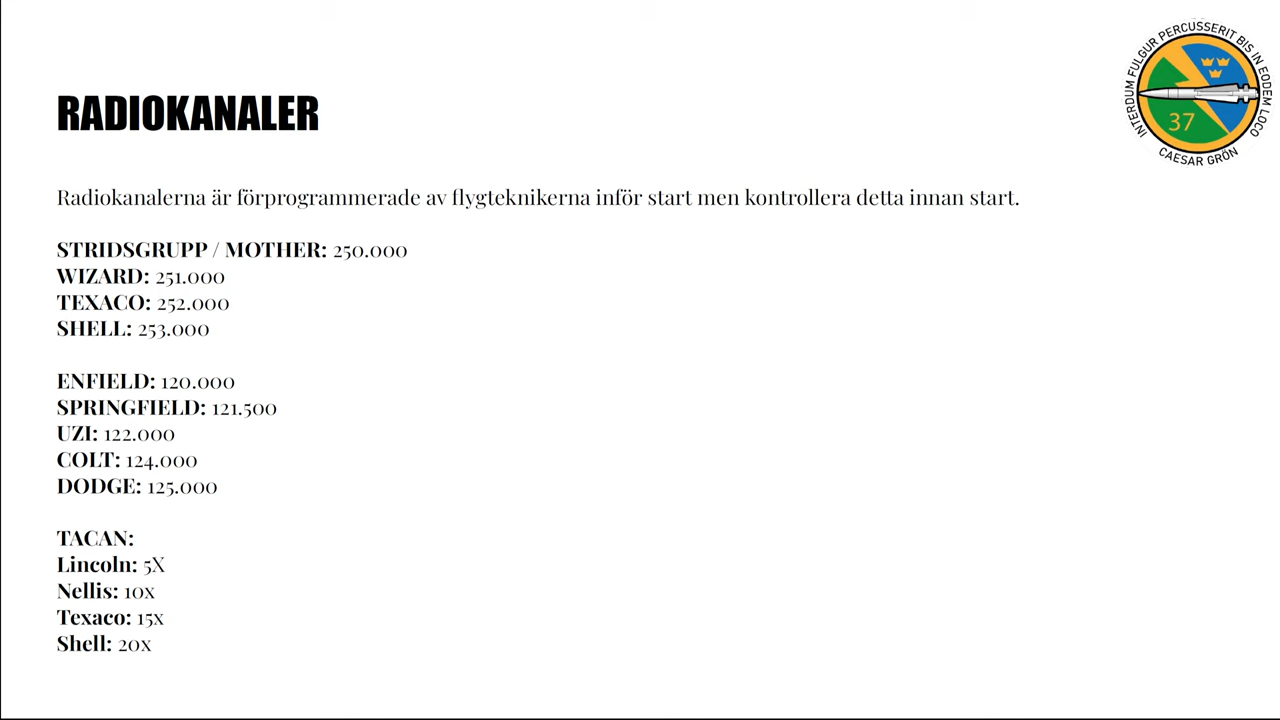 INTERDUM FULGUR PERCUSSERIT BIS IN EODEM LOCO
37
CAESAR GRÖN
RADIOKANALER
Radiokanalerna är förprogrammerade av flygteknikerna inför start men kontrollera detta innan start.
STRIDSGRUPP / MOTHER: 250.000
WIZARD: 251.000
TEXACO: 252.000
SHELL: 253.000
ENFIELD: 120.000
SPRINGFIELD: 121.500
UZI: 122.000
COLT: 124.000
DODGE: 125.000
TACAN:
Lincoln: 5X
Nellis: 10x
Texaco: 15x
Shell: 20x